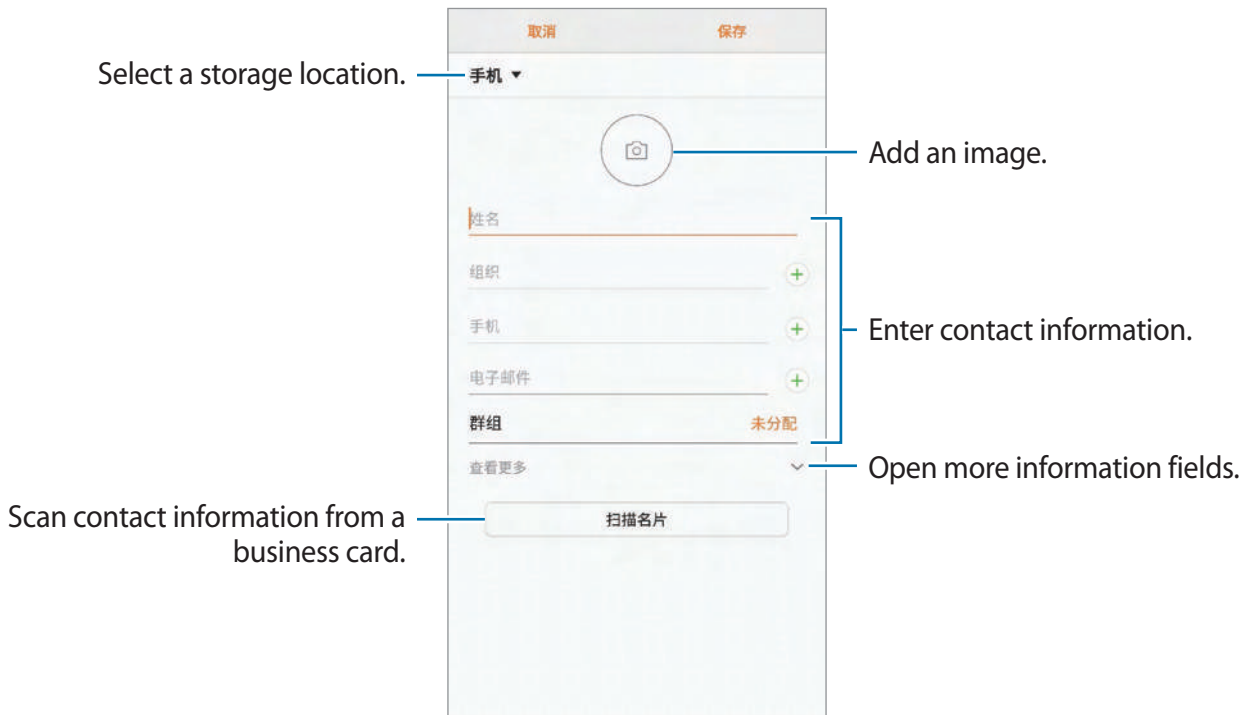 取消 保存
Select a storage location.
手机
Add an image.
姓名
组织
手机
Enter contact information.
电子邮件
群组 未分配
查看更多
Open more information fields.
Scan contact information from a
business card.
扫描名片